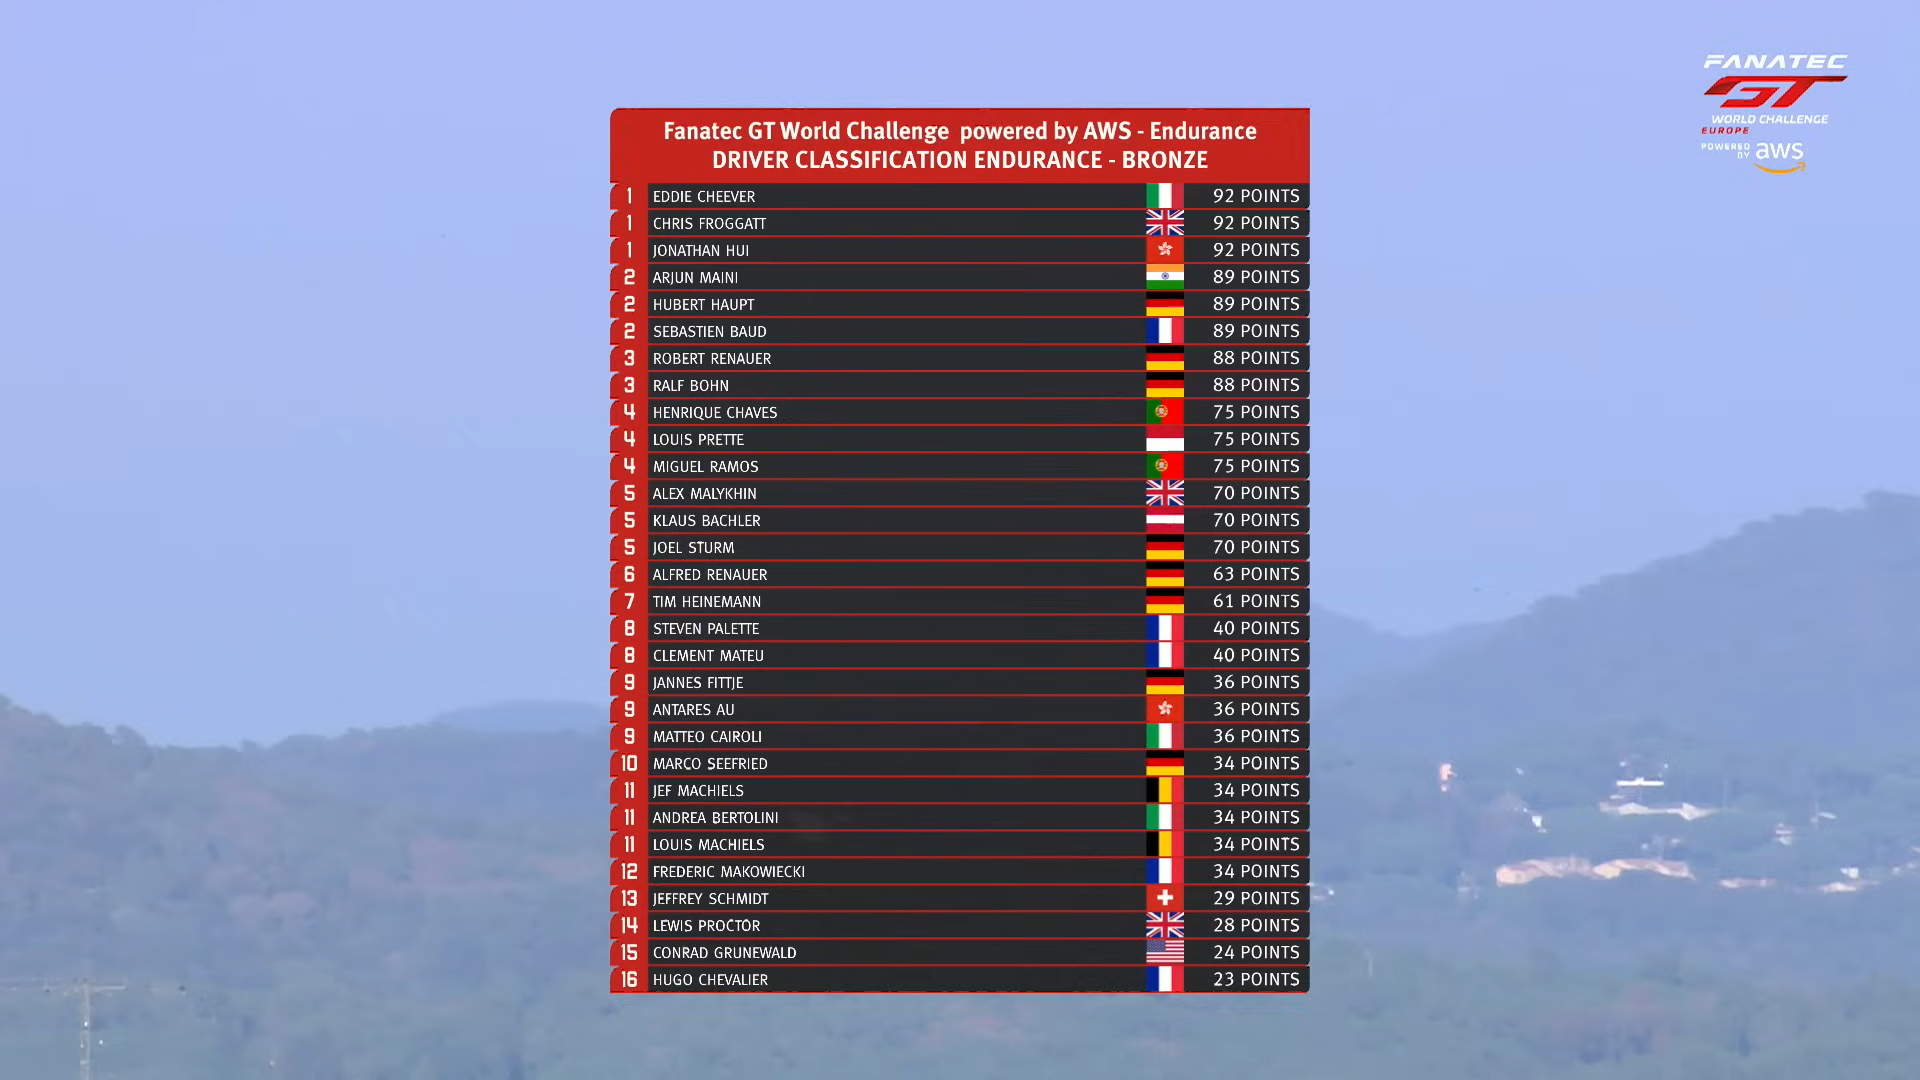 FANATEC
GT
WORLD CHALLENGE
EUROPE
POWERED BY aws
Fanatec GT World Challenge powered by AWS - Endurance
DRIVER CLASSIFICATION ENDURANCE - BRONZE
1 EDDIE CHEEVER 92 POINTS
1 CHRIS FROGGATT 92 POINTS
1 JONATHAN HUI 92 POINTS
2 ARJUN MAINI 89 POINTS
2 HUBERT HAUPT 89 POINTS
2 SEBASTIEN BAUD 89 POINTS
3 ROBERT RENAUER 88 POINTS
3 RALF BOHN 88 POINTS
4 HENRIQUE CHAVES 75 POINTS
4 LOUIS PRETTE 75 POINTS
4 MIGUEL RAMOS 75 POINTS
5 ALEX MALYKHIN 70 POINTS
5 KLAUS BACHLER 70 POINTS
5 JOEL STURM 70 POINTS
6 ALFRED RENAUER 63 POINTS
7 TIM HEINEMANN 61 POINTS
8 STEVEN PALETTE 40 POINTS
8 CLEMENT MATEU 40 POINTS
9 JANNES FITTJE 36 POINTS
9 ANTARES AU 36 POINTS
9 MATTEO CAIROLI 36 POINTS
10 MARCO SEEFRIED 34 POINTS
11 JEF MACHIELS 34 POINTS
11 ANDREA BERTOLINI 34 POINTS
11 LOUIS MACHIELS 34 POINTS
12 FREDERIC MAKOWIECKI 34 POINTS
13 JEFFREY SCHMIDT 29 POINTS
14 LEWIS PROCTOR 28 POINTS
15 CONRAD GRUNEWALD 24 POINTS
16 HUGO CHEVALIER 23 POINTS